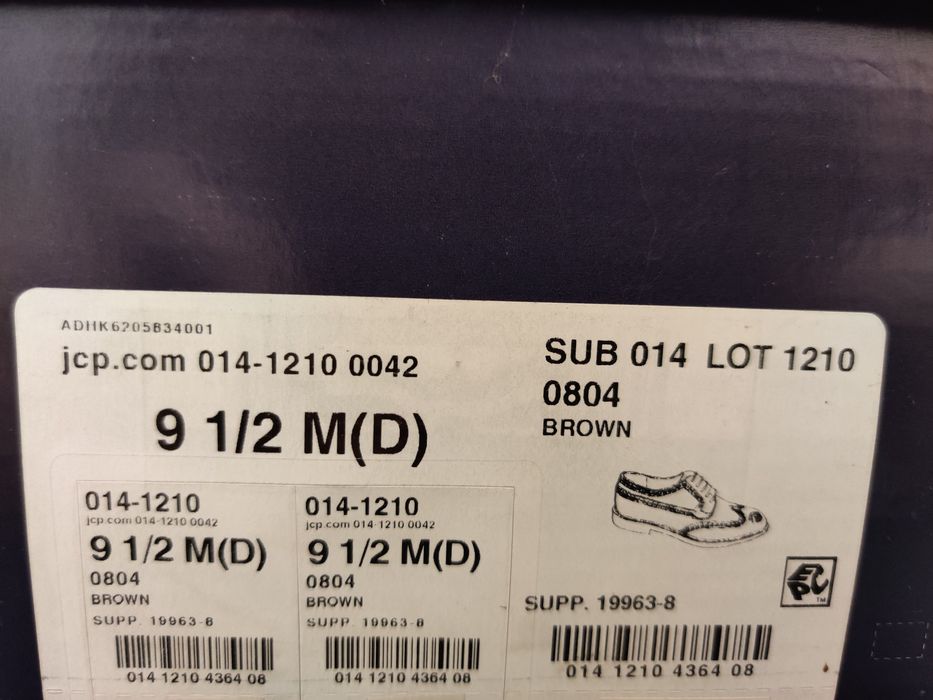 ADHK6205834001
jcp.com 014-1210 0042
9 1/2 M(D)
SUB 014 LOT 1210
0804
BROWN
014-1210
jcp.com 014-1210 0042
9 1/2 M(D)
0804
BROWN
SUPP. 19963-8
014 1210 4364 08
014-1210
jcp.com 014-1210 0042
9 1/2 M(D)
0804
BROWN
SUPP. 19963-8
014 1210 4364 08
EPC TM
SUPP. 19963-8
014 1210 4364 08